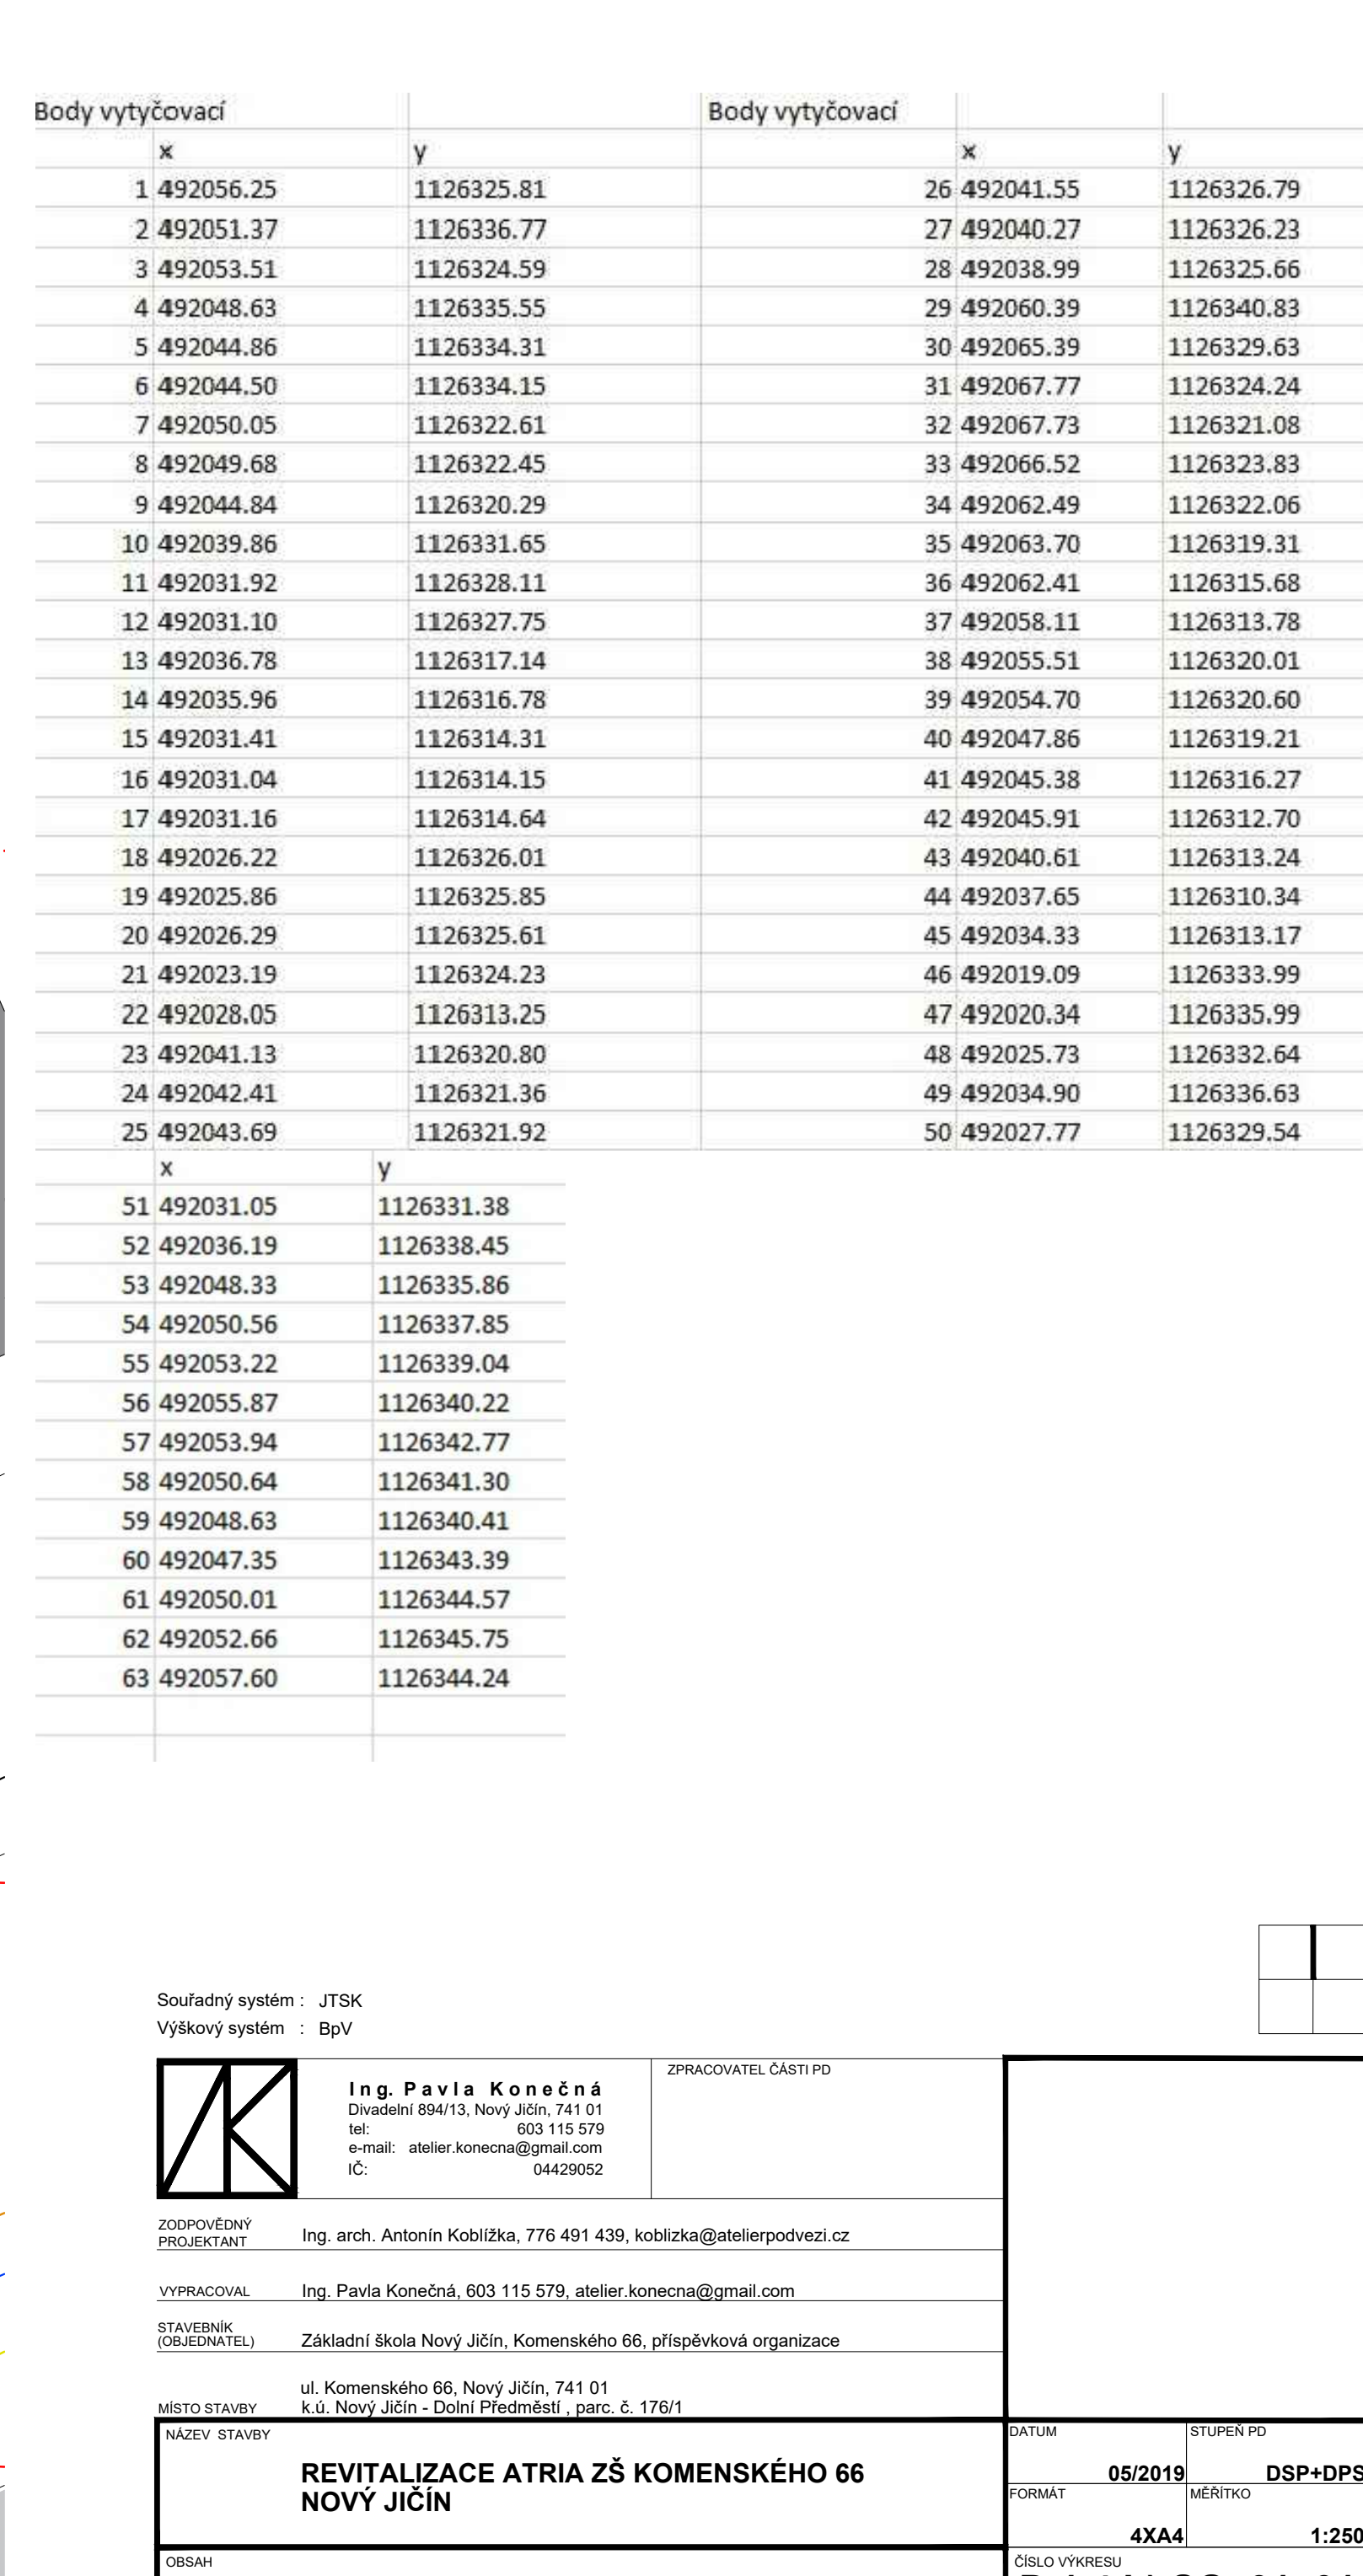 Body vytyčovací Body vytyčovací
x y x y
1 492056.25 1126325.81 26 492041.55 1126326.79
2 492051.37 1126336.77 27 492040.27 1126326.23
3 492053.51 1126324.59 28 492038.99 1126325.66
4 492048.63 1126335.55 29 492060.39 1126340.83
5 492044.86 1126334.31 30 492065.39 1126329.63
6 492044.50 1126334.15 31 492067.77 1126324.24
7 492050.05 1126322.61 32 492067.73 1126321.08
8 492049.68 1126322.45 33 492066.52 1126323.83
9 492044.84 1126320.29 34 492062.49 1126322.06
10 492039.86 1126331.65 35 492063.70 1126319.31
11 492031.92 1126328.11 36 492062.41 1126315.68
12 492031.10 1126327.75 37 492058.11 1126313.78
13 492036.78 1126317.14 38 492055.51 1126320.01
14 492035.96 1126316.78 39 492054.70 1126320.60
15 492031.41 1126314.31 40 492047.86 1126319.21
16 492031.04 1126314.15 41 492045.38 1126316.27
17 492031.16 1126314.64 42 492045.91 1126312.70
18 492026.22 1126326.01 43 492040.61 1126313.24
19 492025.86 1126325.85 44 492037.65 1126310.34
20 492026.29 1126325.61 45 492034.33 1126313.17
21 492023.19 1126324.23 46 492019.09 1126333.99
22 492028.05 1126313.25 47 492020.34 1126335.99
23 492041.13 1126320.80 48 492025.73 1126332.64
24 492042.41 1126321.36 49 492034.90 1126336.63
25 492043.69 1126321.92 50 492027.77 1126329.54
x y
51 492031.05 1126331.38
52 492036.19 1126338.45
53 492048.33 1126335.86
54 492050.56 1126337.85
55 492053.22 1126339.04
56 492055.87 1126340.22
57 492053.94 1126342.77
58 492050.64 1126341.30
59 492048.63 1126340.41
60 492047.35 1126343.39
61 492050.01 1126344.57
62 492052.66 1126345.75
63 492057.60 1126344.24
Souřadný systém : JTSK
Výškový systém : BpV
ZPRACOVATEL ČÁSTI PD
Ing. Pavla Konečná
Divadelní 894/13, Nový Jičín, 741 01
tel: 603 115 579
e-mail: atelier.konecna@gmail.com
IČ: 04429052
ZODPOVĚDNÝ
PROJEKTANT Ing. arch. Antonín Koblížka, 776 491 439, koblizka@atelierpodvezi.cz
VYPRACOVAL Ing. Pavla Konečná, 603 115 579, atelier.konecna@gmail.com
STAVEBNÍK
(OBJEDNATEL) Základní škola Nový Jičín, Komenského 66, příspěvková organizace
ul. Komenského 66, Nový Jičín, 741 01
MÍSTO STAVBY k.ú. Nový Jičín - Dolní Předměstí , parc. č. 176/1
NÁZEV STAVBY DATUM STUPEŇ PD
REVITALIZACE ATRIA ZŠ KOMENSKÉHO 66 05/2019 DSP+DPS
NOVÝ JIČÍN FORMÁT MĚŘÍTKO
4XA4 1:250
OBSAH ČÍSLO VÝKRESU